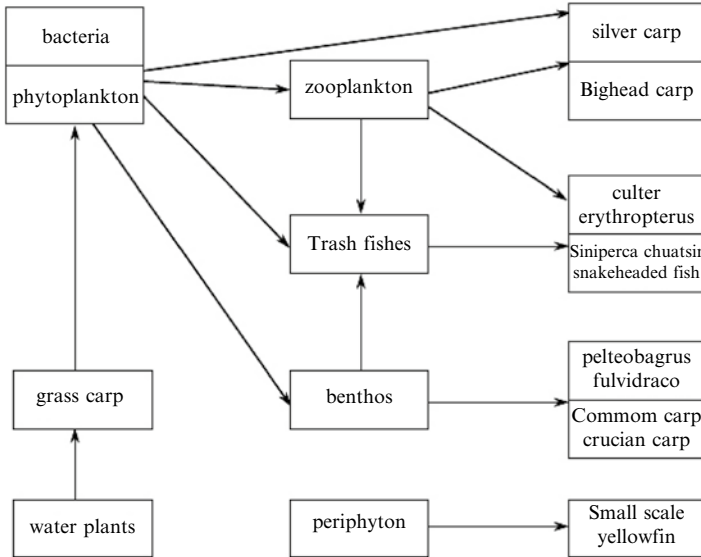 bacteria
phytoplankton
zooplankton
silver carp
Bighead carp
culter
erythropterus
Trash fishes
Siniperca chuatsin
snakeheaded fish
grass carp
benthos
pelteobagrus
fulvidraco
Commom carp
crucian carp
water plants
periphyton
Small scale
yellowfin